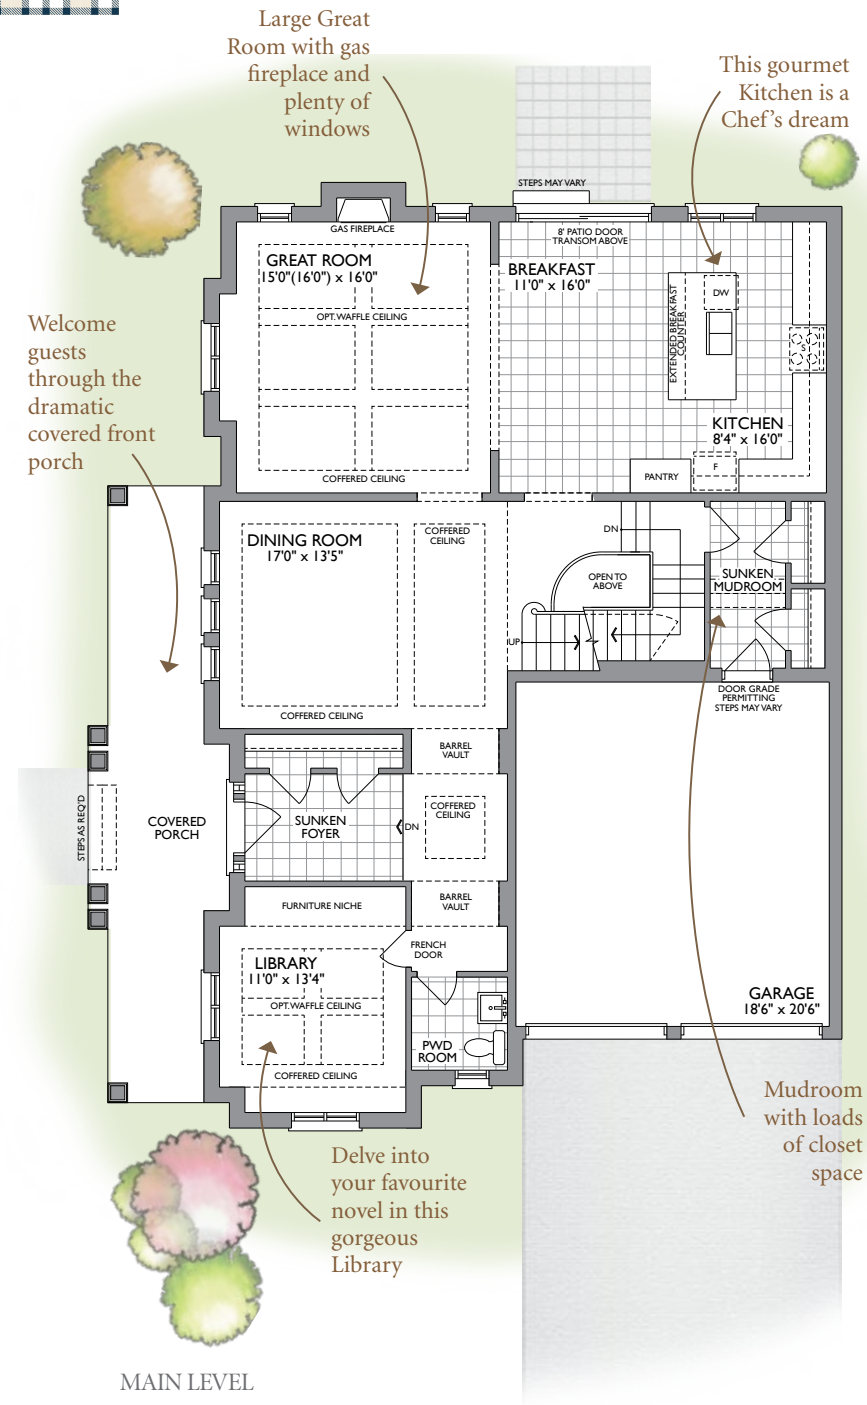 Large Great
Room with gas
fireplace and
plenty of
windows
This gourmet
Kitchen is a
Chef's dream
STEPS MAY VARY
GAS FIREPLACE
8' PATIO DOOR
TRANSOM ABOVE
GREAT ROOM
15'0"(16'0") x 16'0"
BREAKFAST
11'0" x 16'0"
DW
EXTENDED BREAKFAST
COUNTER
OPT. WAFFLE CEILING
S
Welcome
guests
through the
dramatic
covered front
porch
KITCHEN
8'4" x 16'0"
F
PANTRY
COFFERED CEILING
DINING ROOM
17'0" x 13'5"
COFFERED
CEILING
DN
OPEN TO
ABOVE
SUNKEN
MUDROOM
UP
DOOR GRADE
PERMITTING
STEPS MAY VARY
COFFERED CEILING
BARREL
VAULT
STEPS AS REQ'D
COVERED
PORCH
SUNKEN
FOYER
DN
COFFERED
CEILING
BARREL
VAULT
FURNITURE NICHE
FRENCH
DOOR
LIBRARY
11'0" x 13'4"
OPT. WAFFLE CEILING
COFFERED CEILING
PWD
ROOM
GARAGE
18'6" x 20'6"
Mudroom
with loads
of closet
space
Delve into
your favourite
novel in this
gorgeous
Library
MAIN LEVEL